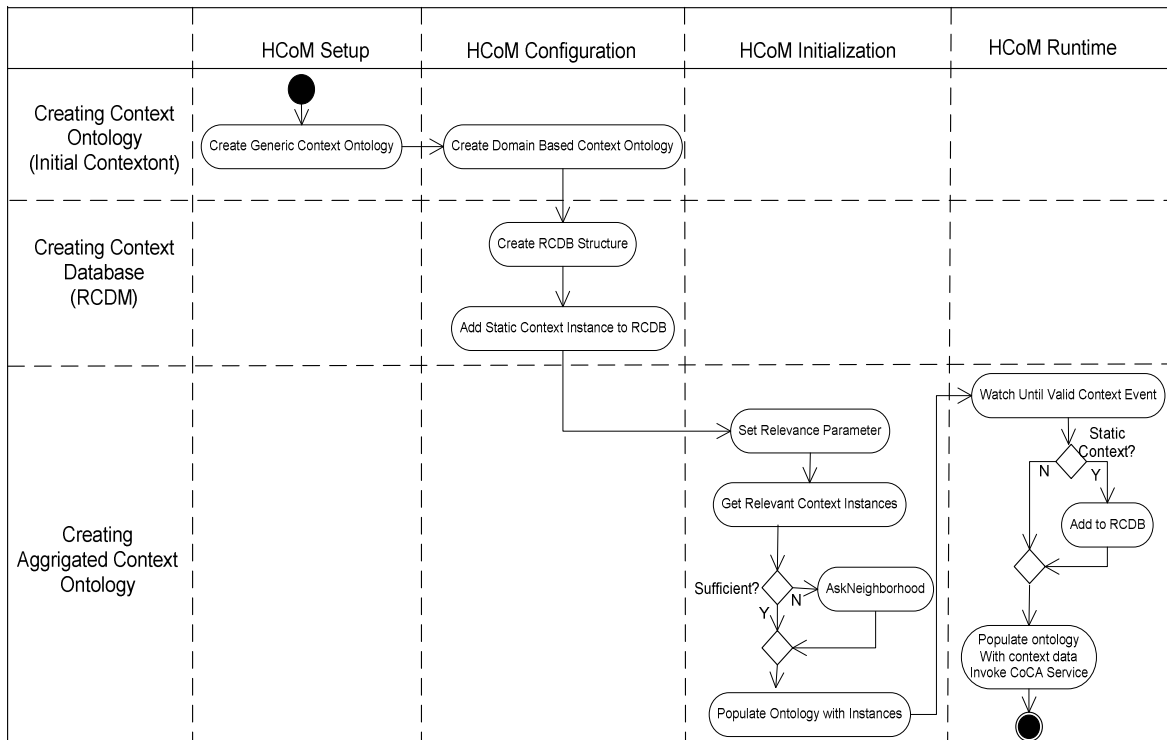 HCoM Setup
HCoM Configuration
HCoM Initialization
HCoM Runtime
Creating Context
Ontology
(Initial Contextont)
Create Generic Context Ontology
Create Domain Based Context Ontology
Creating Context
Database
(RCDM)
Create RCDB Structure
Add Static Context Instance to RCDB
Creating
Aggrigated Context
Ontology
Set Relevance Parameter
Get Relevant Context Instances
Sufficient?
N
Y
AskNeighborhood
Populate Ontology with Instances
Watch Until Valid Context Event
Static
Context?
N
Y
Add to RCDB
Populate ontology
With context data
Invoke CoCA Service